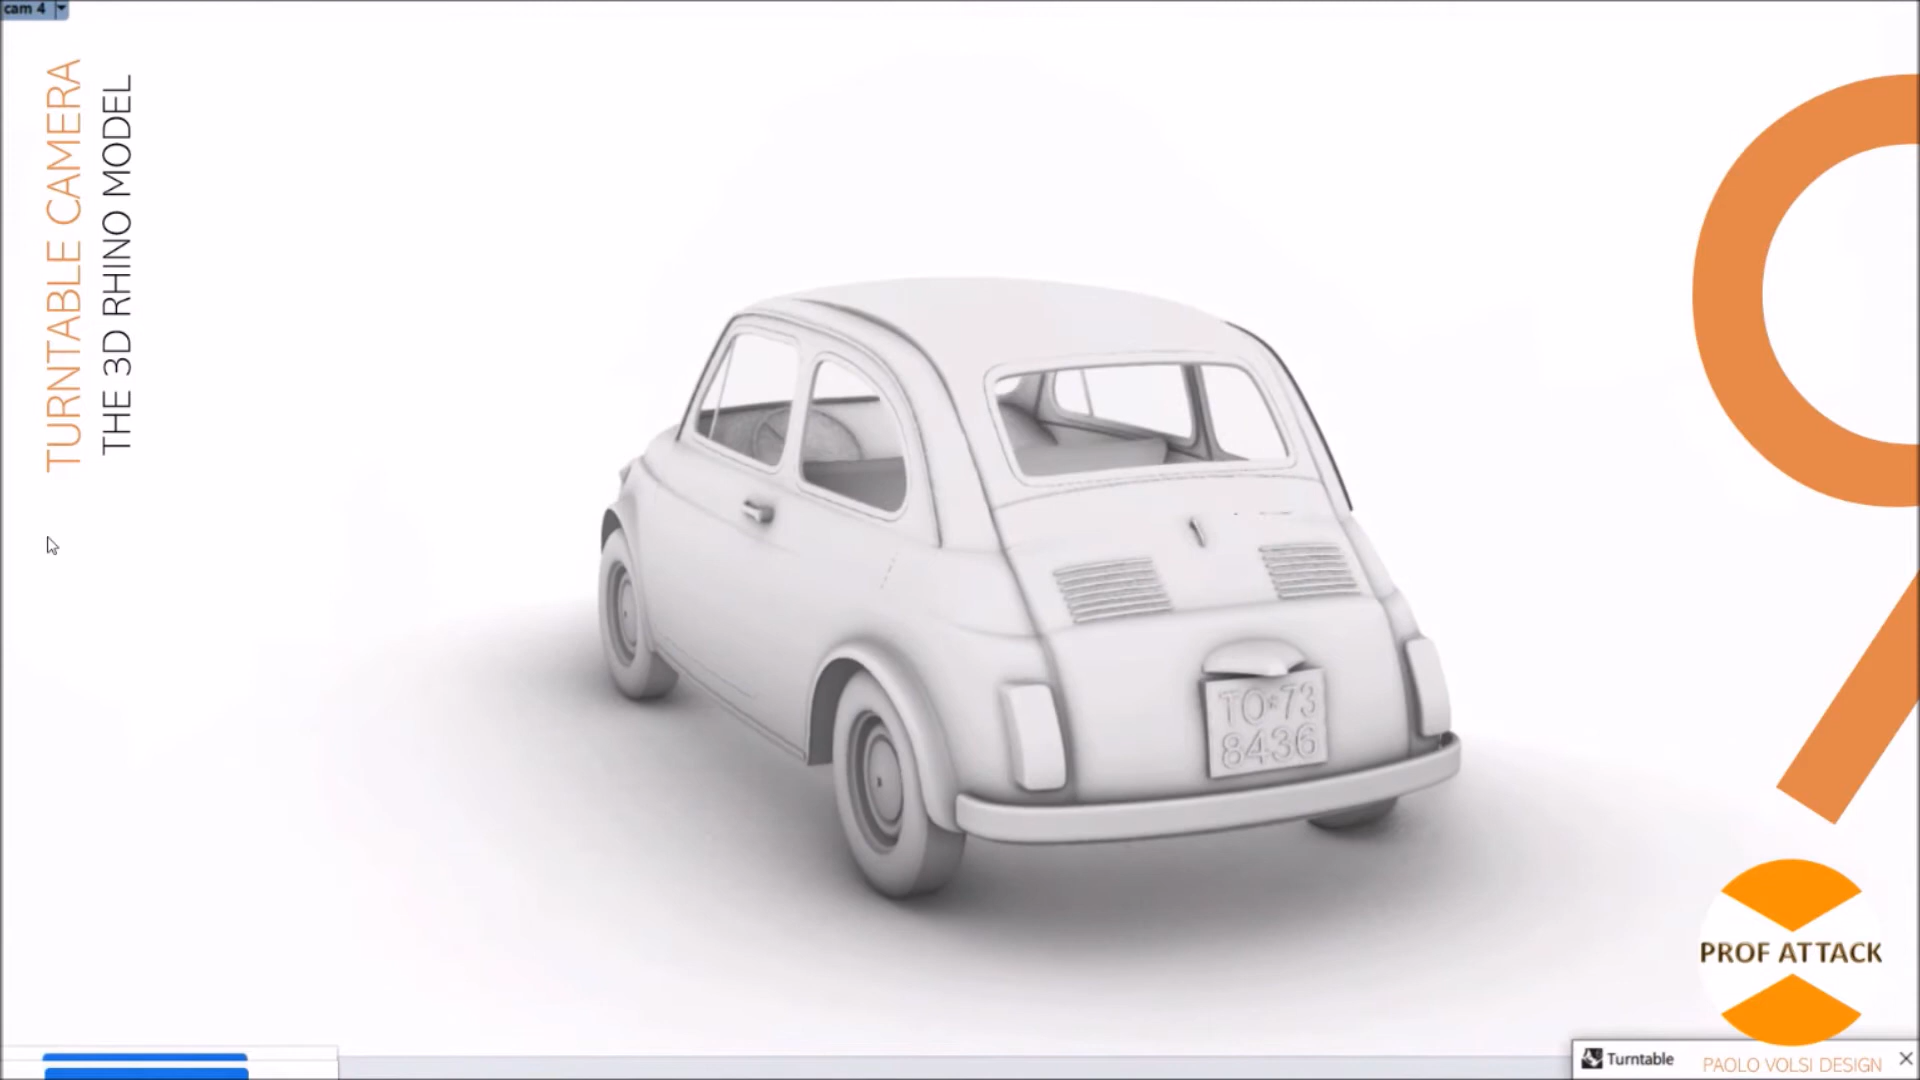 cam 4
TURNTABLE CAMERA
THE 3D RHINO MODEL
TO*73
8436
PROF ATTACK
Turntable
PAOLO VOLSI DESIGN